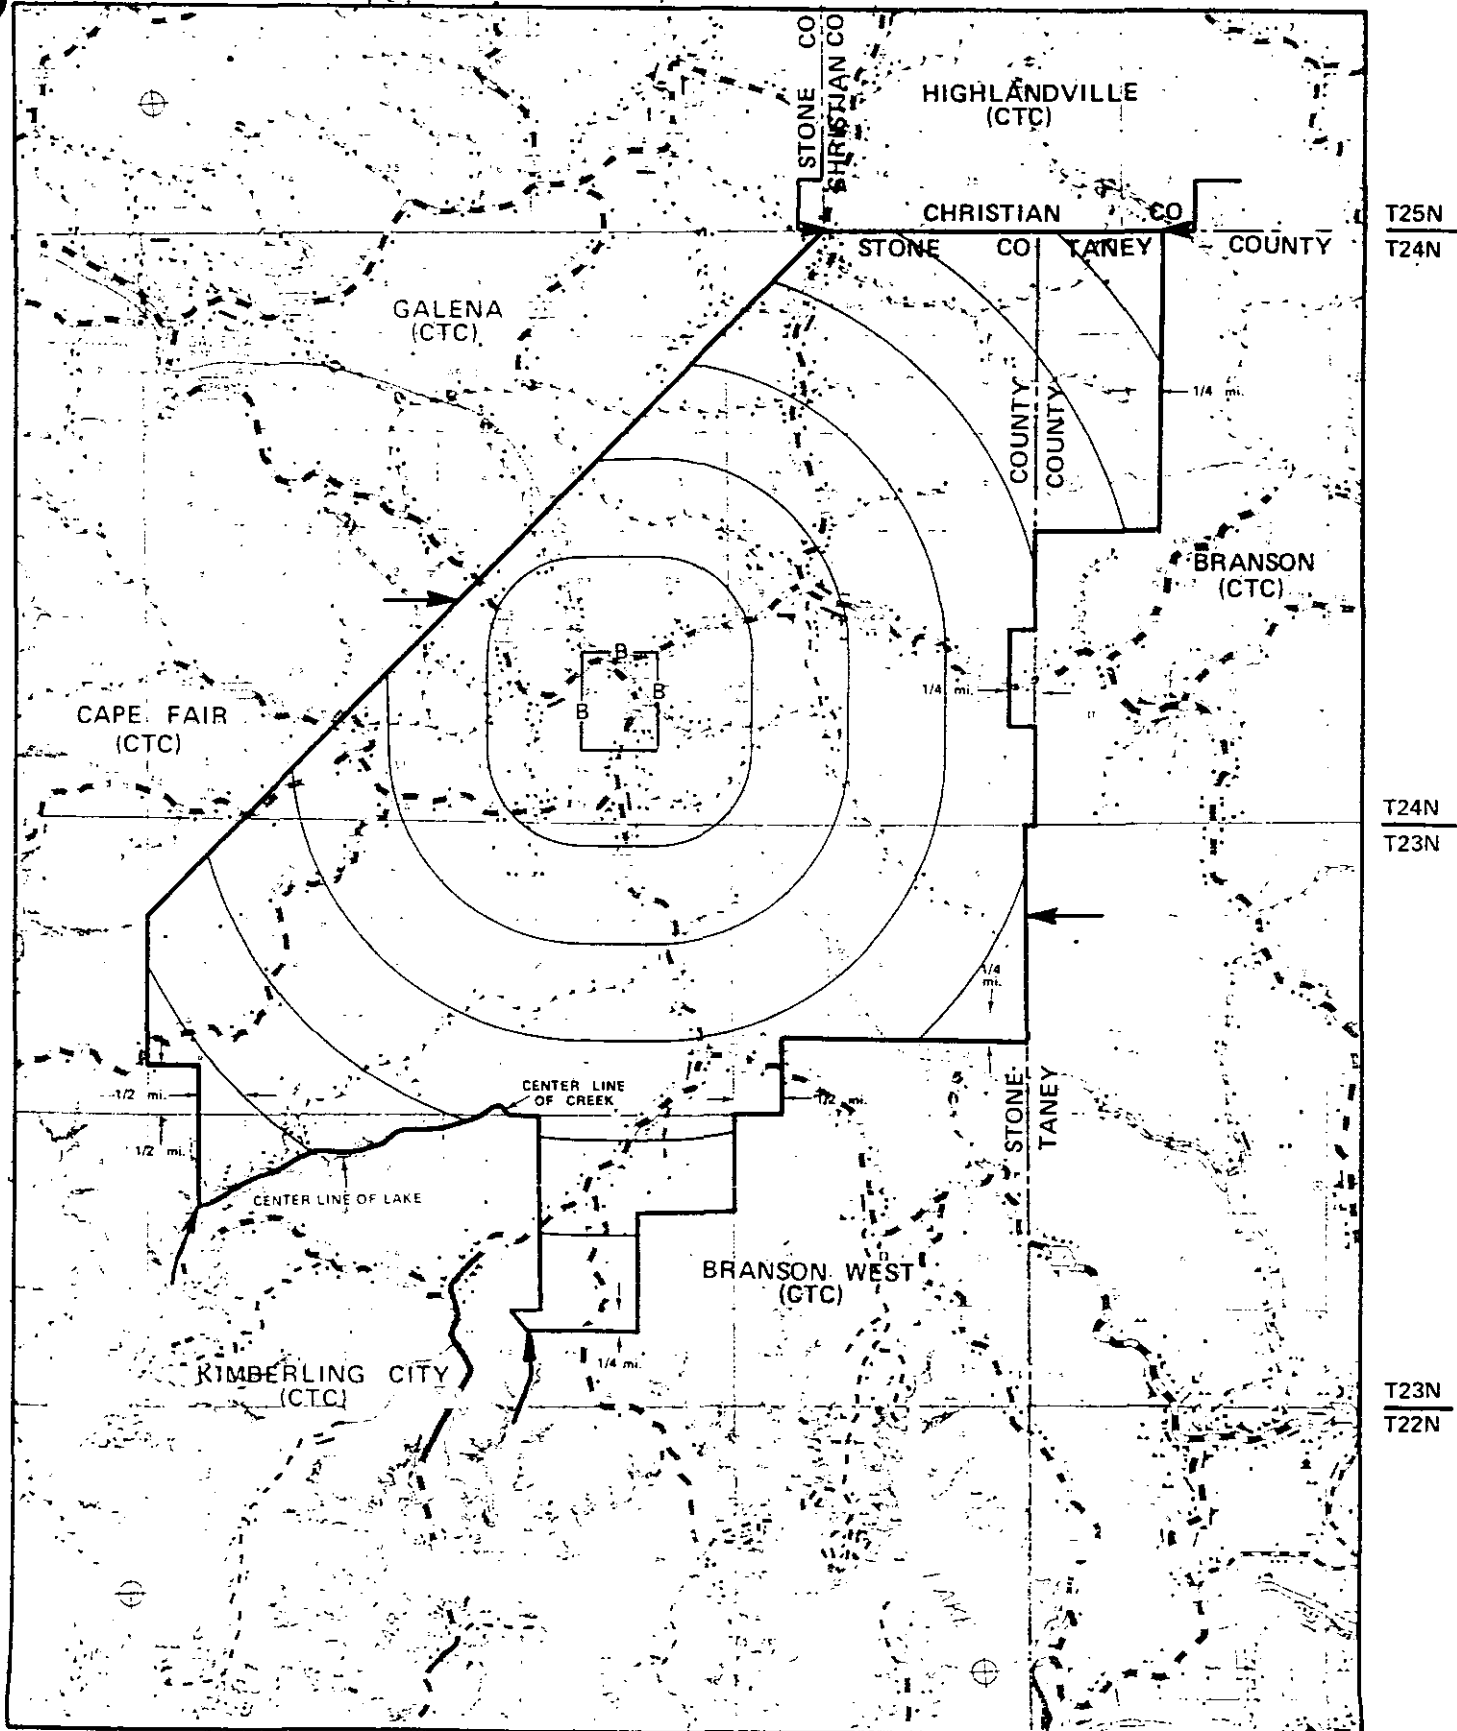 STONE CO
CHRISTIAN CO
HIGHLANDVILLE
(CTC)
CHRISTIAN CO
T25N
STONE CO TANEY COUNTY
T24N
GALENA
(CTC)
1/4 mi.
COUNTY
COUNTY
BRANSON
(CTC)
B
B
B
1/4 mi.
CAPE FAIR
(CTC)
T24N
T23N
1/4
mi.
CENTER LINE
OF CREEK
1/2 mi.
1/2 mi.
STONE
TANEY
1/2 mi.
CENTER LINE OF LAKE
BRANSON WEST
(CTC)
1/4 mi.
KIMBERLING CITY
(CTC)
T23N
T22N
LAKE